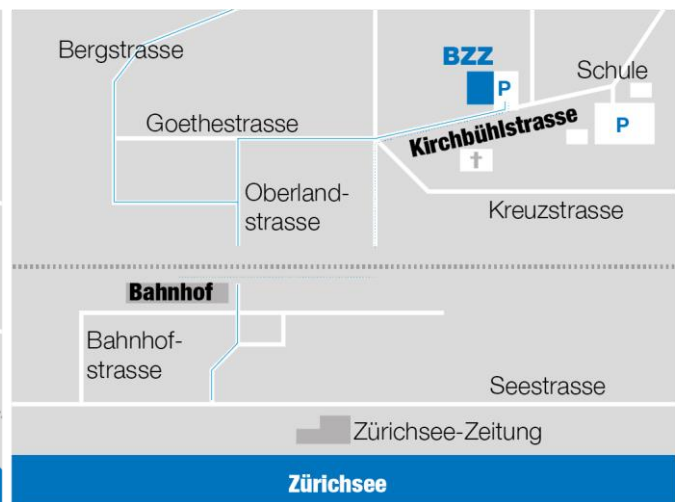 Bergstrasse
BZZ
P
Schule
Goethestrasse
Kirchbühlstrasse
P
Oberland-
strasse
Kreuzstrasse
Bahnhof
Bahnhof-
strasse
Seestrasse
Zürichsee-Zeitung
Zürichsee